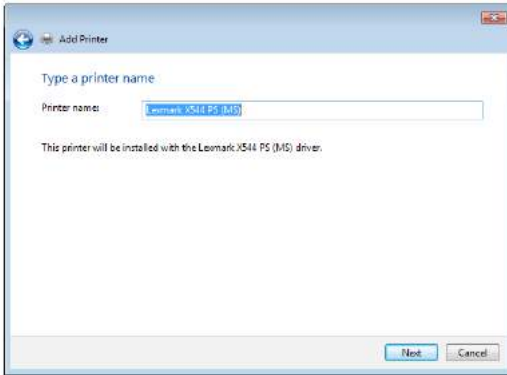 Add Printer
Type a printer name
Printer name: Lexmark X544 PS (MS)
This printer will be installed with the Lexmark X544 PS (MS) driver.
Next Cancel